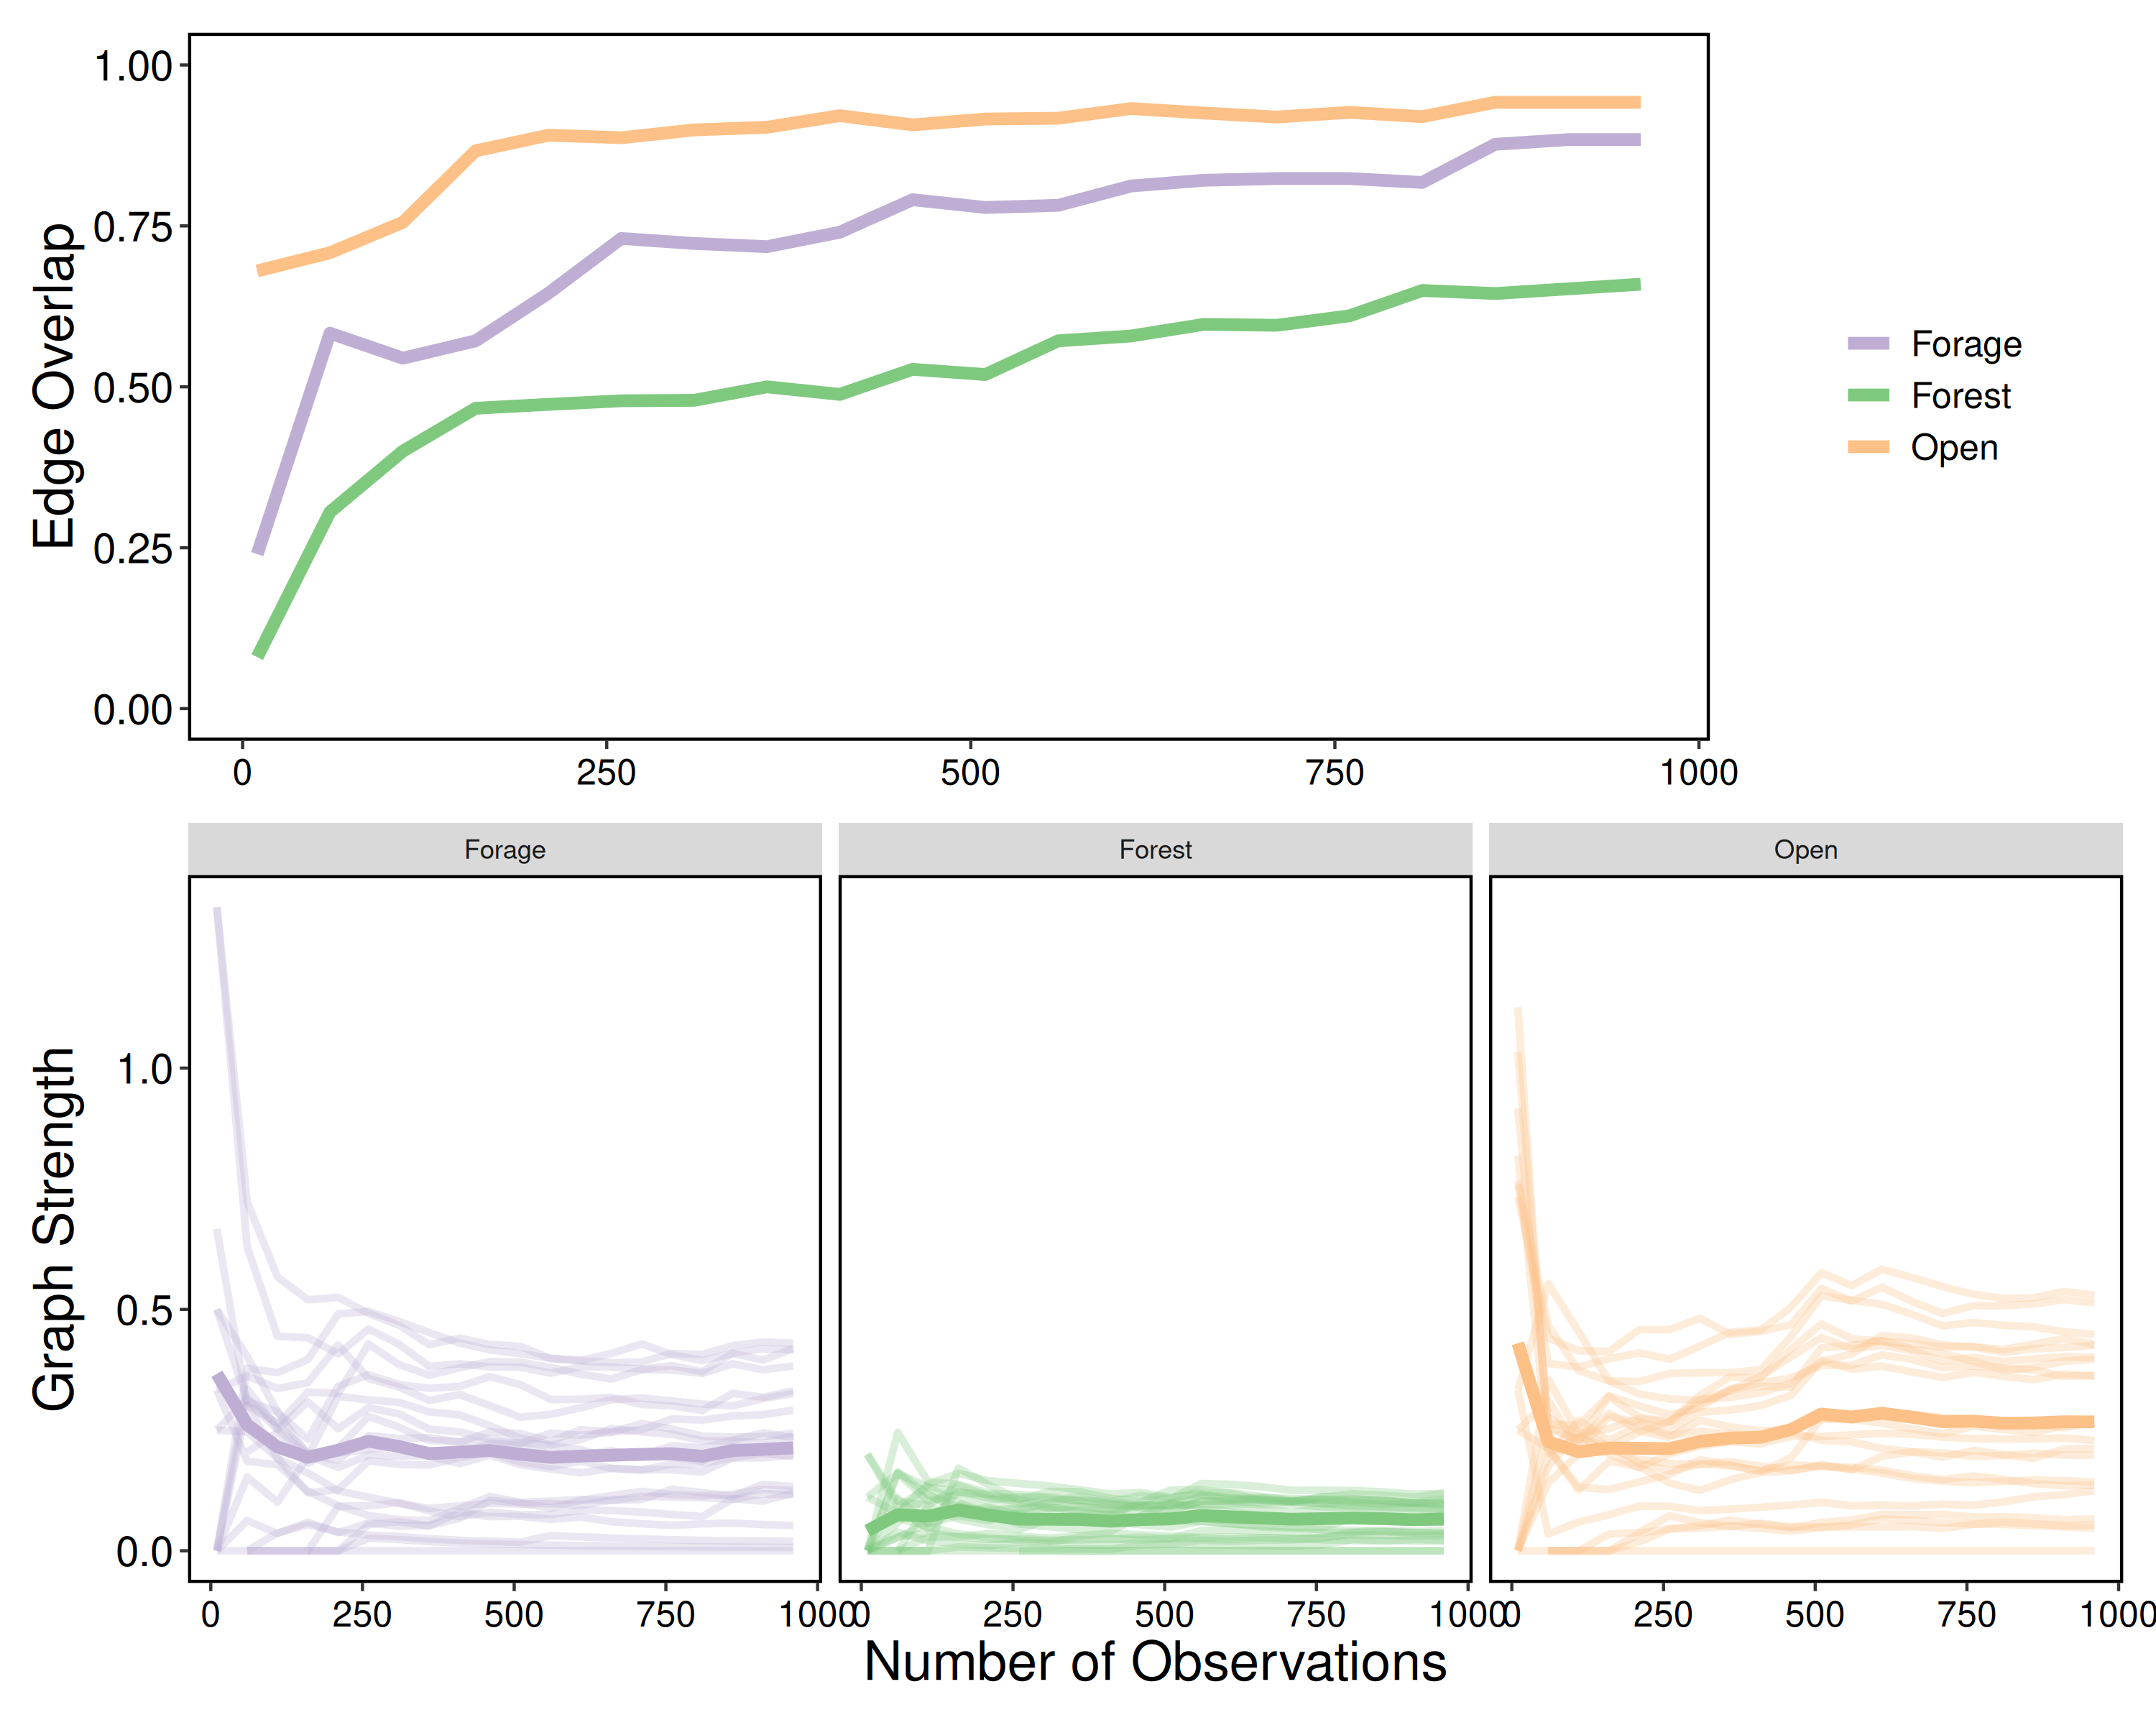 Edge Overlap
1.00
0.75
0.50
0.25
0.00
0 250 500 750 1000
Forage
Forest
Open
Forage Forest Open
Graph Strength
1.0
0.5
0.0
0 250 500 750 1000 0 250 500 750 1000 0 250 500 750 1000
Number of Observations